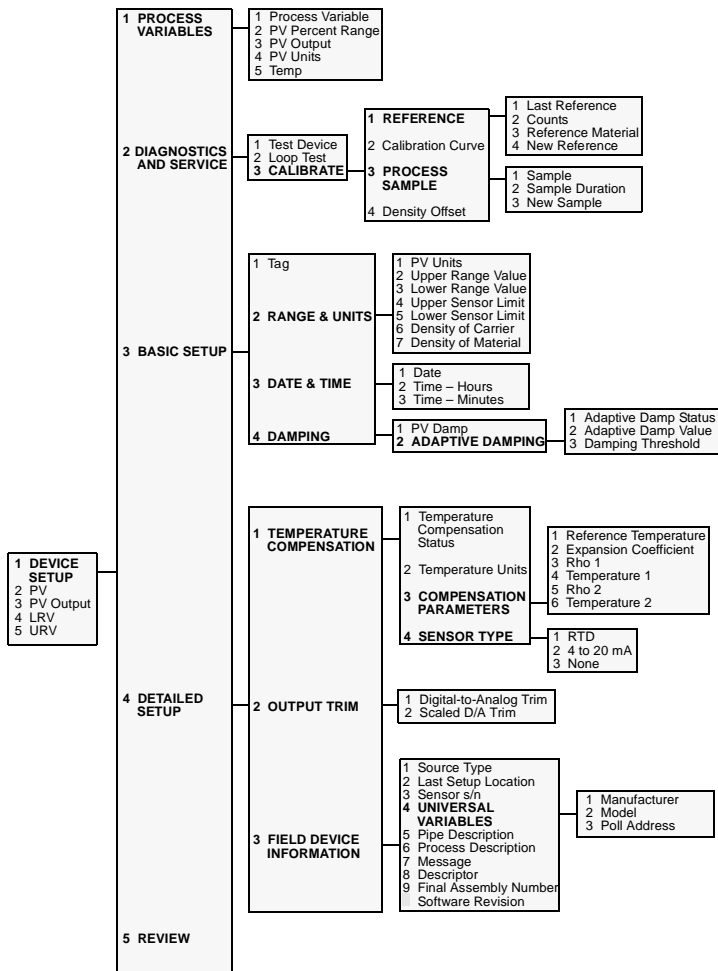 1 DEVICE
SETUP
2 PV
3 PV Output
4 LRV
5 URV
1 PROCESS
VARIABLES
1 Process Variable
2 PV Percent Range
3 PV Output
4 PV Units
5 Temp
2 DIAGNOSTICS
AND SERVICE
1 Test Device
2 Loop Test
3 CALIBRATE
1 REFERENCE
2 Calibration Curve
3 PROCESS
SAMPLE
4 Density Offset
1 Last Reference
2 Counts
3 Reference Material
4 New Reference
1 Sample
2 Sample Duration
3 New Sample
3 BASIC SETUP
1 Tag
2 RANGE & UNITS
3 DATE & TIME
4 DAMPING
1 PV Units
2 Upper Range Value
3 Lower Range Value
4 Upper Sensor Limit
5 Lower Sensor Limit
6 Density of Carrier
7 Density of Material
1 Date
2 Time – Hours
3 Time – Minutes
1 PV Damp
2 ADAPTIVE DAMPING
1 Adaptive Damp Status
2 Adaptive Damp Value
3 Damping Threshold
4 DETAILED
SETUP
1 TEMPERATURE
COMPENSATION
2 OUTPUT TRIM
3 FIELD DEVICE
INFORMATION
1 Temperature
Compensation
Status
2 Temperature Units
3 COMPENSATION
PARAMETERS
4 SENSOR TYPE
1 Reference Temperature
2 Expansion Coefficient
3 Rho 1
4 Temperature 1
5 Rho 2
6 Temperature 2
1 RTD
2 4 to 20 mA
3 None
1 Digital-to-Analog Trim
2 Scaled D/A Trim
1 Source Type
2 Last Setup Location
3 Sensor s/n
4 UNIVERSAL
VARIABLES
5 Pipe Description
6 Process Description
7 Message
8 Descriptor
9 Final Assembly Number
Software Revision
1 Manufacturer
2 Model
3 Poll Address
5 REVIEW